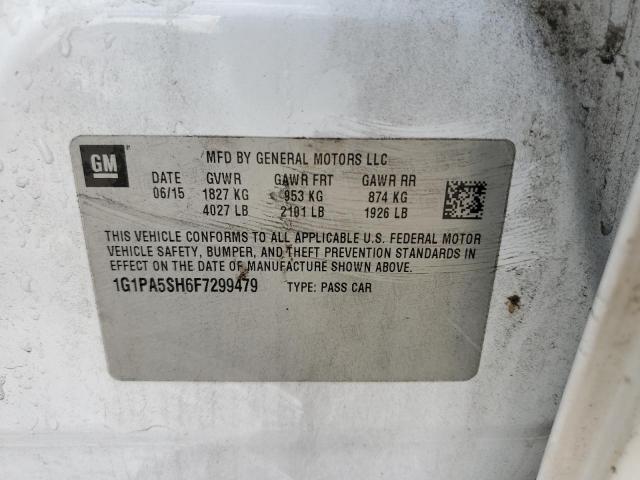 GM
MFD BY GENERAL MOTORS LLC
DATE GVWR GAWR FRT GAWR RR
06/15 1827 KG 953 KG 874 KG
4027 LB 2101 LB 1926 LB
THIS VEHICLE CONFORMS TO ALL APPLICABLE U.S. FEDERAL MOTOR
VEHICLE SAFETY, BUMPER, AND THEFT PREVENTION STANDARDS IN
EFFECT ON THE DATE OF MANUFACTURE SHOWN ABOVE.
1G1PA5SH6F7299479 TYPE: PASS CAR